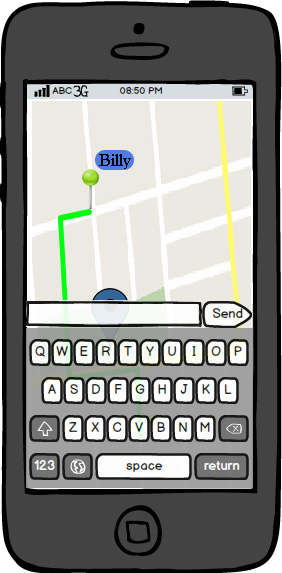 ABC 3G 08:50 PM
Billy
Send
Q W E R T Y U I O P
A S D F G H J K L
Z X C V B N M
123 space return